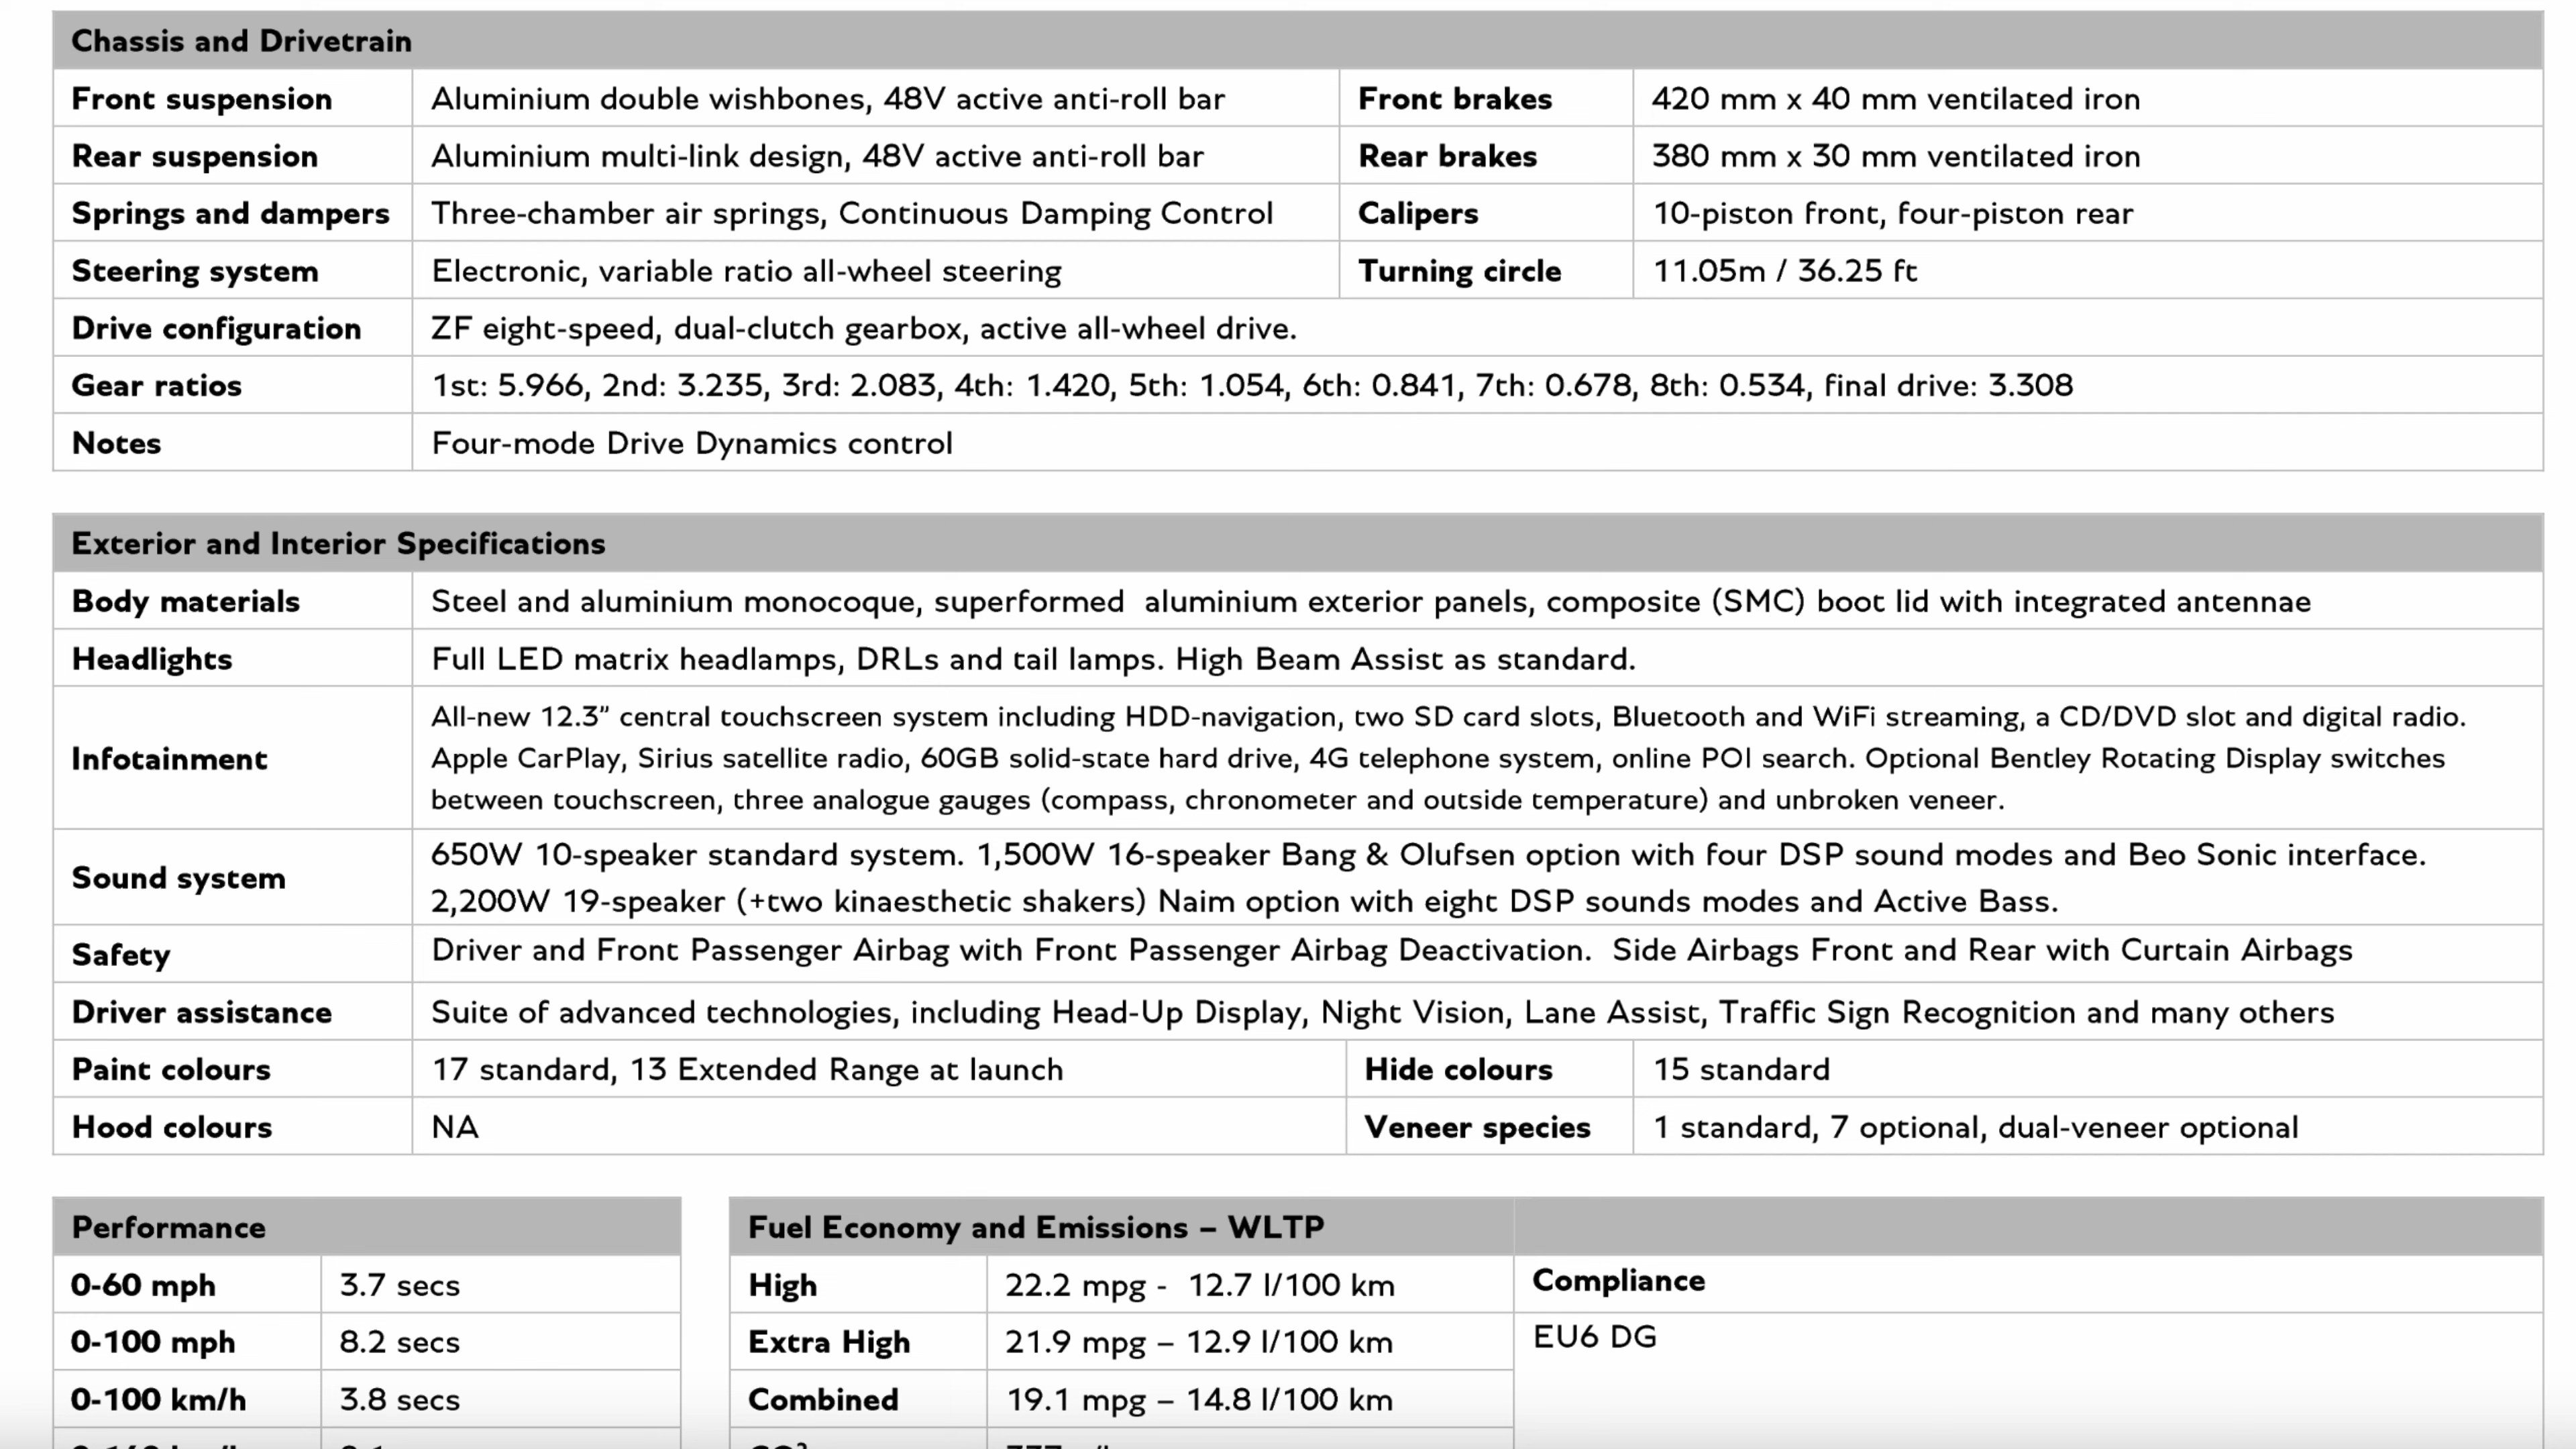 Chassis and Drivetrain
Front suspension Aluminium double wishbones, 48V active anti-roll bar Front brakes 420 mm x 40 mm ventilated iron
Rear suspension Aluminium multi-link design, 48V active anti-roll bar Rear brakes 380 mm x 30 mm ventilated iron
Springs and dampers Three-chamber air springs, Continuous Damping Control Calipers 10-piston front, four-piston rear
Steering system Electronic, variable ratio all-wheel steering Turning circle 11.05m / 36.25 ft
Drive configuration ZF eight-speed, dual-clutch gearbox, active all-wheel drive.
Gear ratios 1st: 5.966, 2nd: 3.235, 3rd: 2.083, 4th: 1.420, 5th: 1.054, 6th: 0.841, 7th: 0.678, 8th: 0.534, final drive: 3.308
Notes Four-mode Drive Dynamics control
Exterior and Interior Specifications
Body materials Steel and aluminium monocoque, superformed  aluminium exterior panels, composite (SMC) boot lid with integrated antennae
Headlights Full LED matrix headlamps, DRLs and tail lamps. High Beam Assist as standard.
Infotainment
All-new 12.3” central touchscreen system including HDD-navigation, two SD card slots, Bluetooth and WiFi streaming, a CD/DVD slot and digital radio.
Apple CarPlay, Sirius satellite radio, 60GB solid-state hard drive, 4G telephone system, online POI search. Optional Bentley Rotating Display switches
between touchscreen, three analogue gauges (compass, chronometer and outside temperature) and unbroken veneer.
Sound system
650W 10-speaker standard system. 1,500W 16-speaker Bang & Olufsen option with four DSP sound modes and Beo Sonic interface.
2,200W 19-speaker (+two kinaesthetic shakers) Naim option with eight DSP sounds modes and Active Bass.
Safety Driver and Front Passenger Airbag with Front Passenger Airbag Deactivation.  Side Airbags Front and Rear with Curtain Airbags
Driver assistance Suite of advanced technologies, including Head-Up Display, Night Vision, Lane Assist, Traffic Sign Recognition and many others
Paint colours 17 standard, 13 Extended Range at launch Hide colours 15 standard
Hood colours NA Veneer species 1 standard, 7 optional, dual-veneer optional
Performance
0-60 mph 3.7 secs
0-100 mph 8.2 secs
0-100 km/h 3.8 secs
Fuel Economy and Emissions – WLTP
High 22.2 mpg -  12.7 l/100 km
Extra High 21.9 mpg – 12.9 l/100 km
Combined 19.1 mpg – 14.8 l/100 km
Compliance
EU6 DG